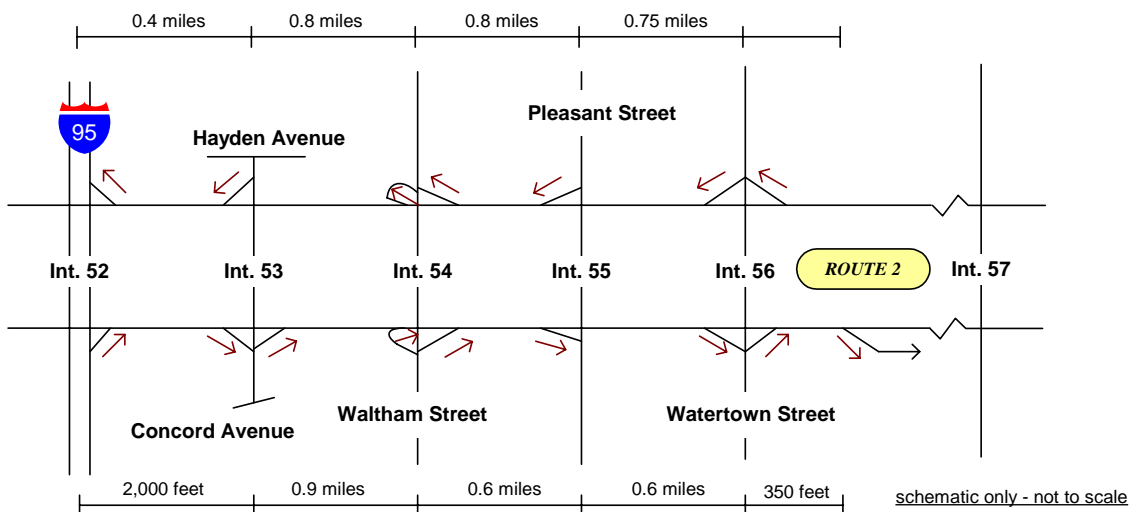 0.4 miles 0.8 miles 0.8 miles 0.75 miles
Pleasant Street
95
Hayden Avenue
Int. 52 Int. 53 Int. 54 Int. 55 Int. 56 ROUTE 2 Int. 57
Waltham Street Watertown Street
Concord Avenue
2,000 feet 0.9 miles 0.6 miles 0.6 miles 350 feet
schematic only - not to scale